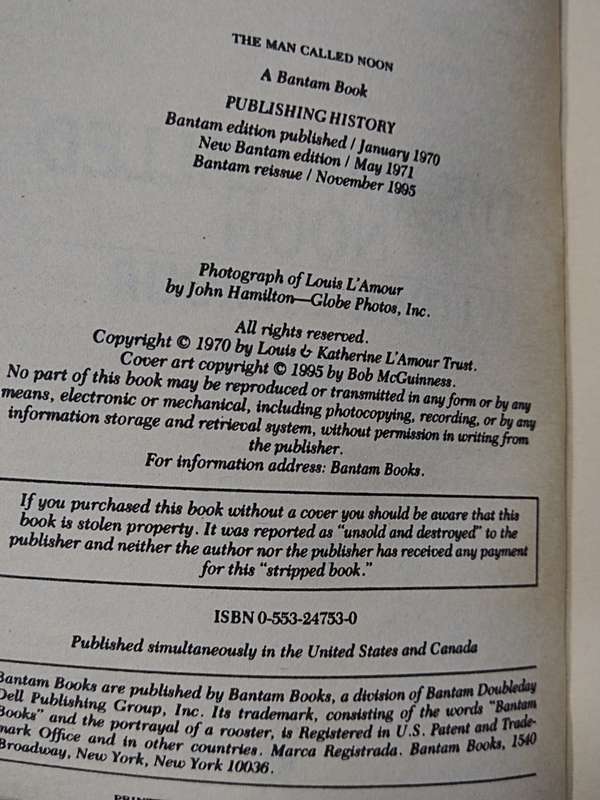 THE MAN CALLED NOON
A Bantam Book
PUBLISHING HISTORY
Bantam edition published / January 1970
New Bantam edition / May 1971
Bantam reissue / November 1995
Photograph of Louis L'Amour
by John Hamilton—Globe Photos, Inc.
All rights reserved.
Copyright © 1970 by Louis & Katherine L'Amour Trust.
Cover art copyright © 1995 by Bob McGuinness.
No part of this book may be reproduced or transmitted in any form or by any
means, electronic or mechanical, including photocopying, recording, or by any
information storage and retrieval system, without permission in writing from
the publisher.
For information address: Bantam Books.
If you purchased this book without a cover you should be aware that this
book is stolen property. It was reported as "unsold and destroyed" to the
publisher and neither the author nor the publisher has received any payment
for this "stripped book."
ISBN 0-553-24753-0
Published simultaneously in the United States and Canada
Bantam Books are published by Bantam Books, a division of Bantam Doubleday
Dell Publishing Group, Inc. Its trademark, consisting of the words "Bantam
Books" and the portrayal of a rooster, is Registered in U.S. Patent and Trade-
mark Office and in other countries. Marca Registrada. Bantam Books, 1540
Broadway, New York, New York 10036.